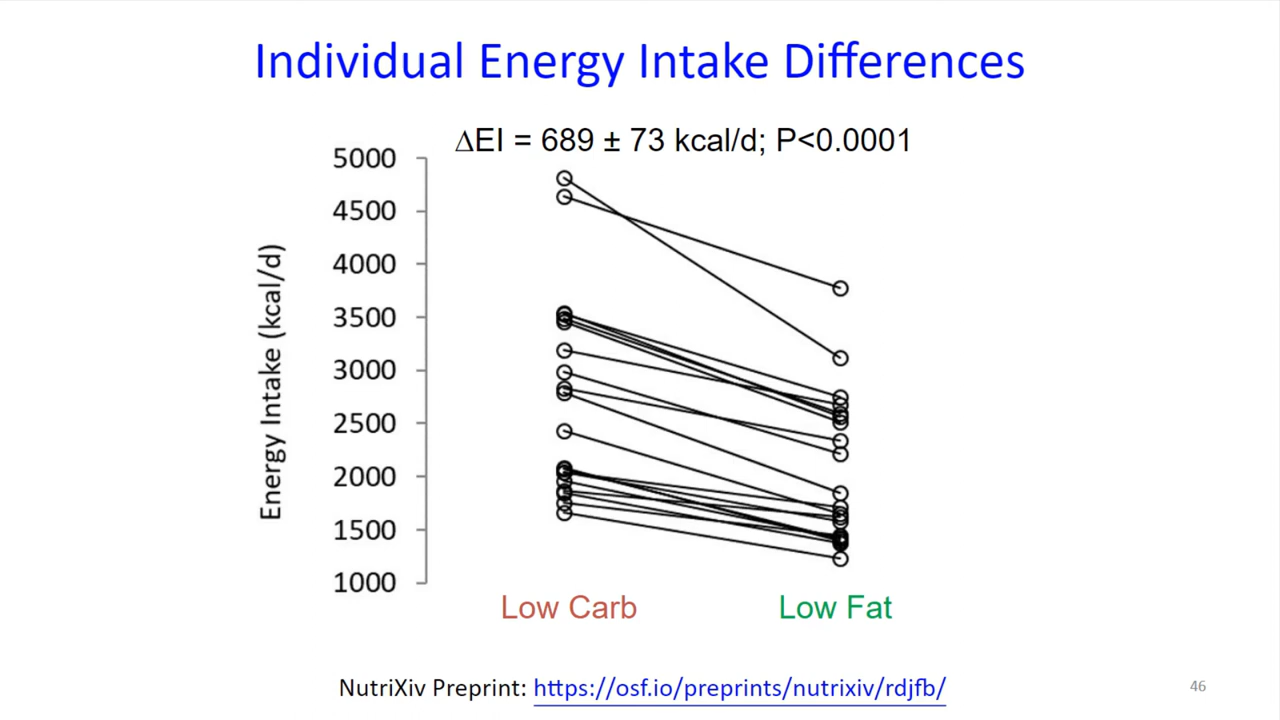 Individual Energy Intake Differences
ΔEI = 689 ± 73 kcal/d; P<0.0001
5000
4500
4000
3500
3000
2500
2000
1500
1000
Energy Intake (kcal/d)
Low Carb
Low Fat
NutriXiv Preprint: https://osf.io/preprints/nutrixiv/rdjfb/
46